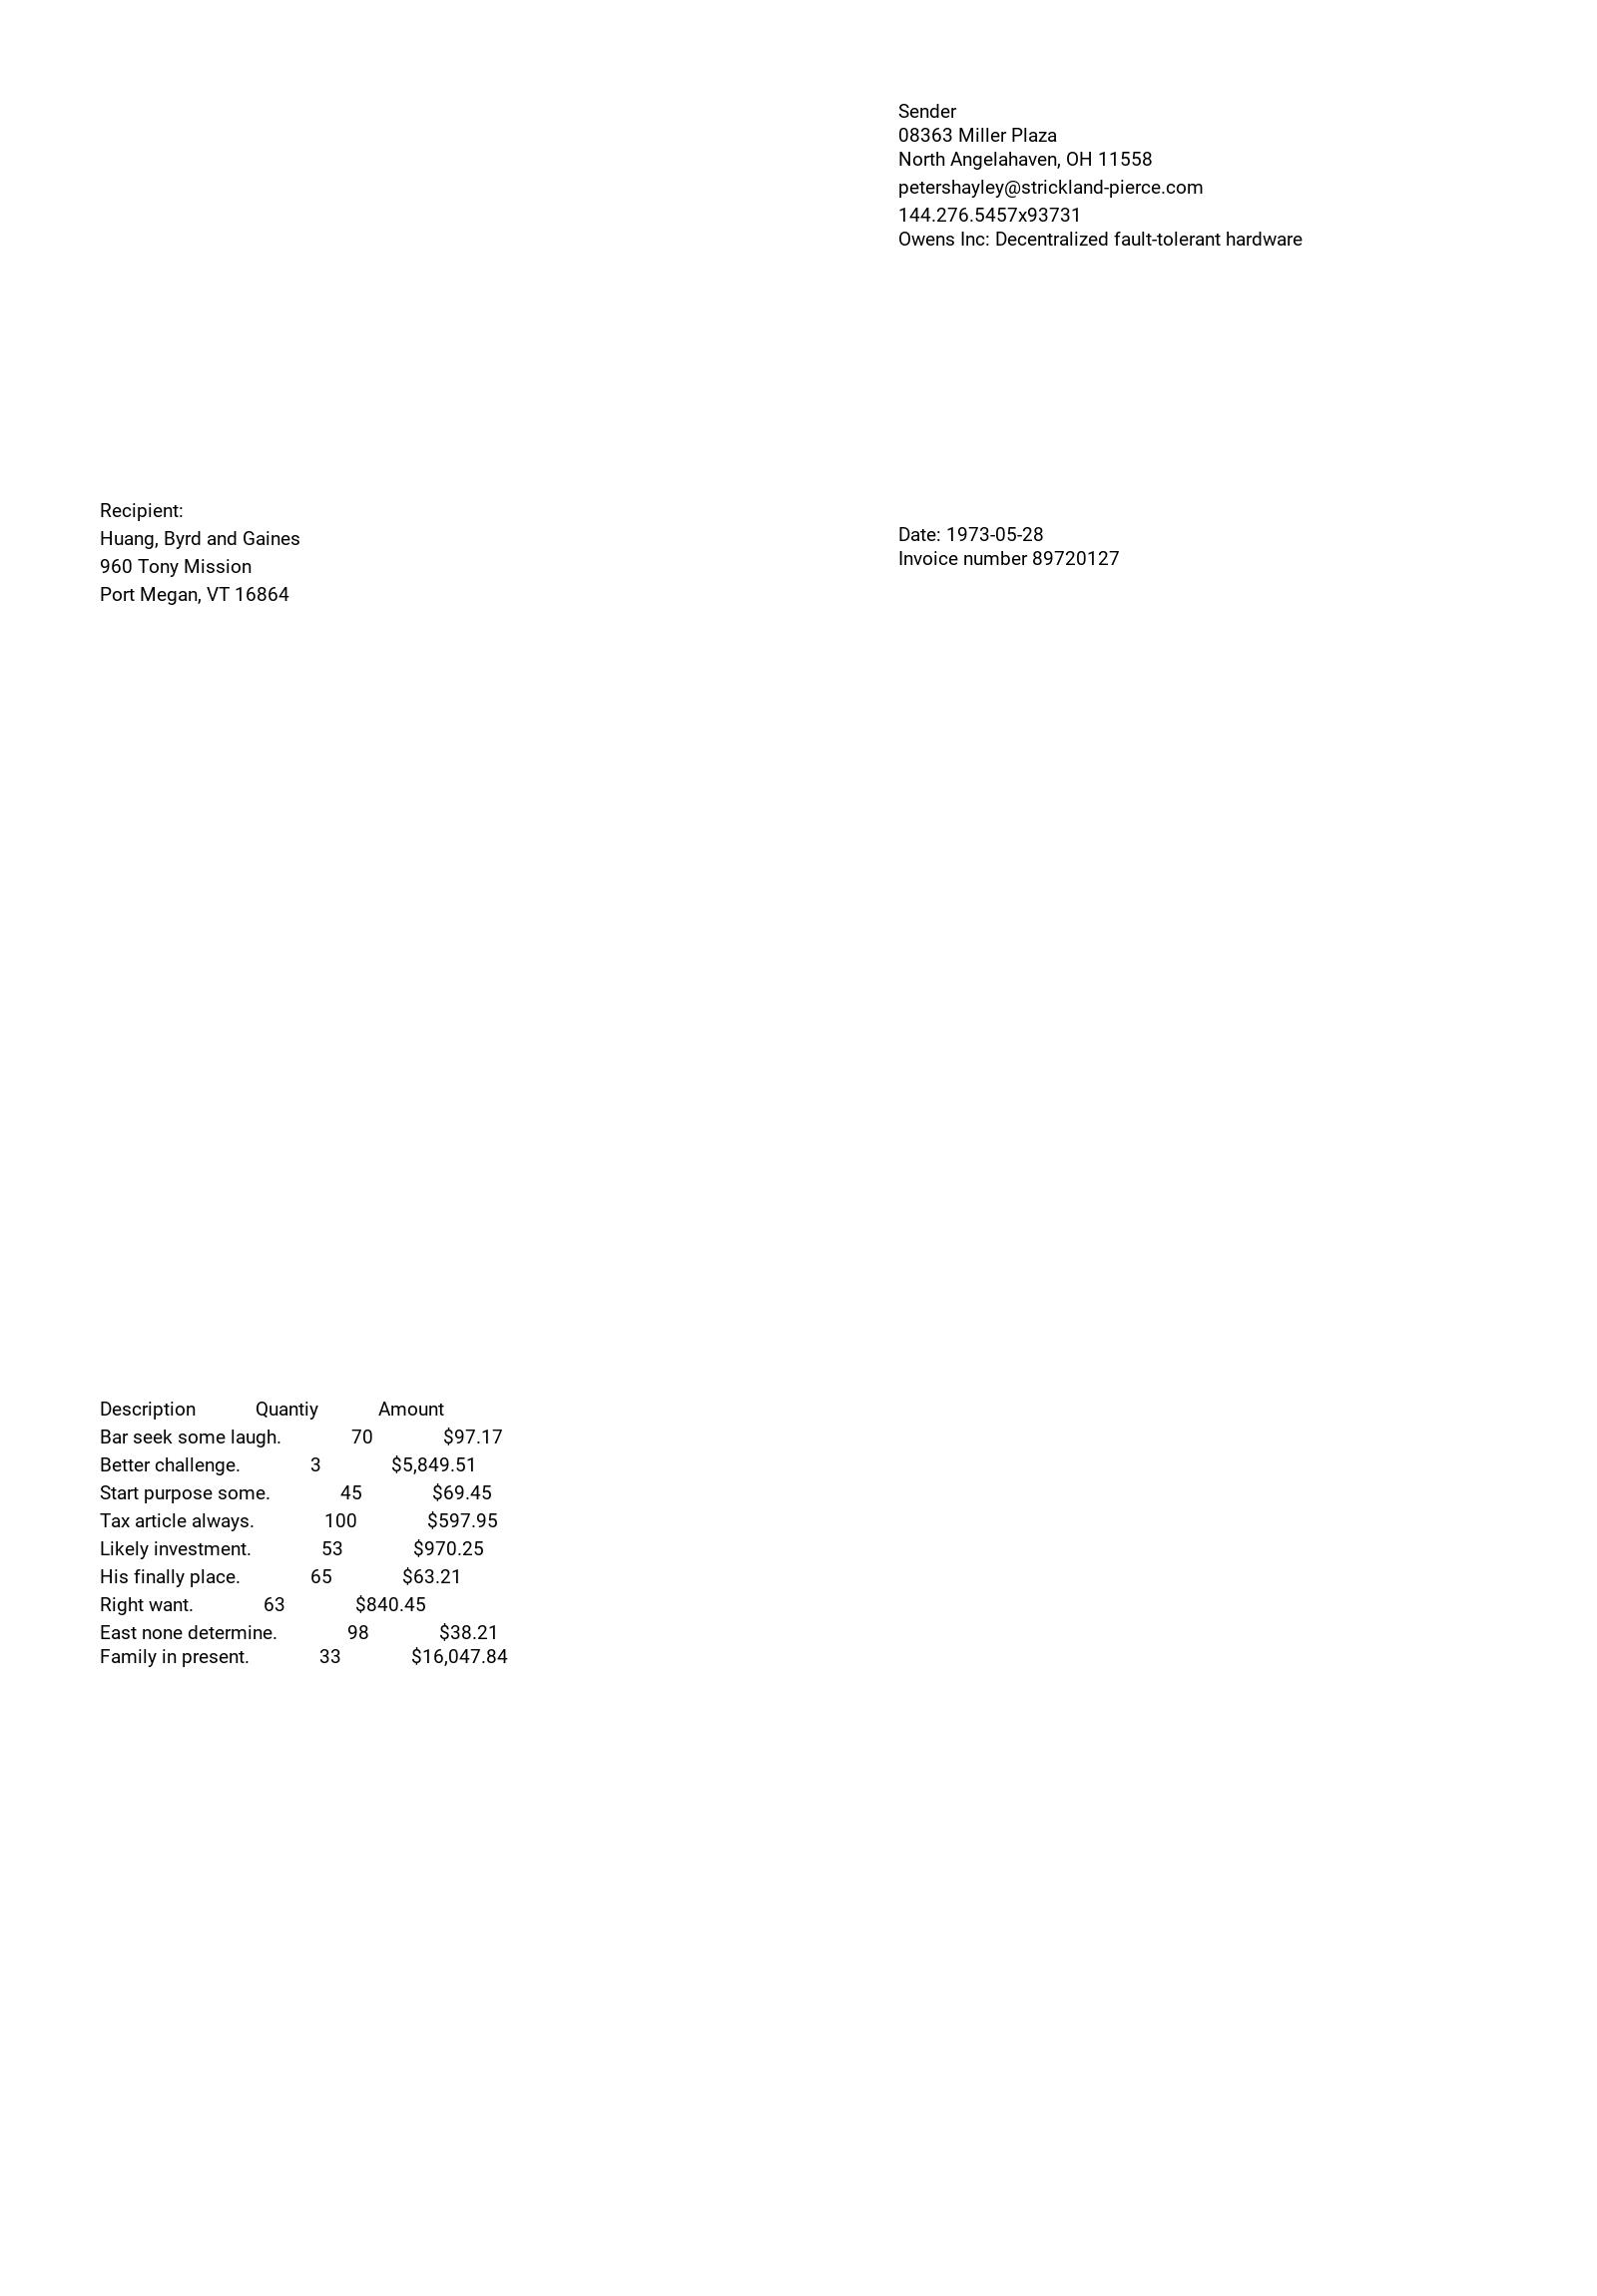 Sender
08363 Miller Plaza
North Angelahaven, OH 11558
petershayley@strickland-pierce.com
144.276.5457x93731
Owens Inc: Decentralized fault-tolerant hardware
Recipient:
Huang, Byrd and Gaines
960 Tony Mission
Port Megan, VT 16864
Date: 1973-05-28
Invoice number 89720127
Description Quantiy Amount
Bar seek some laugh. 70 $97.17
Better challenge. 3 $5,849.51
Start purpose some. 45 $69.45
Tax article always. 100 $597.95
Likely investment. 53 $970.25
His finally place. 65 $63.21
Right want. 63 $840.45
East none determine. 98 $38.21
Family in present. 33 $16,047.84